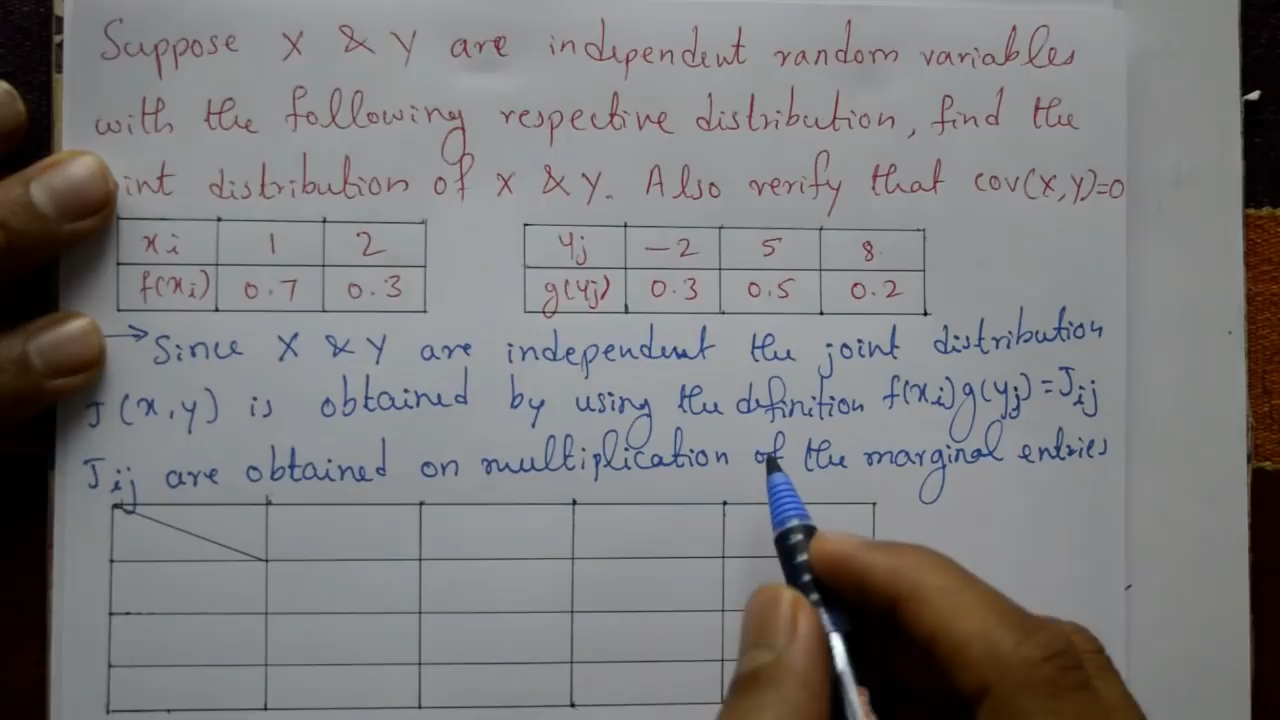 Suppose X & Y are independent random variables
with the following respective distribution, find the
int distribution of X & Y. Also verify that cov(X,Y)=0
xi 1 2 yj -2 5 8
f(xi) 0.7 0.3 g(yj) 0.3 0.5 0.2
→ Since X & Y are independent the joint distribution
J(x,y) is obtained by using the definition f(xi)g(yj)=Jij
Jij are obtained on multiplication of the marginal entries